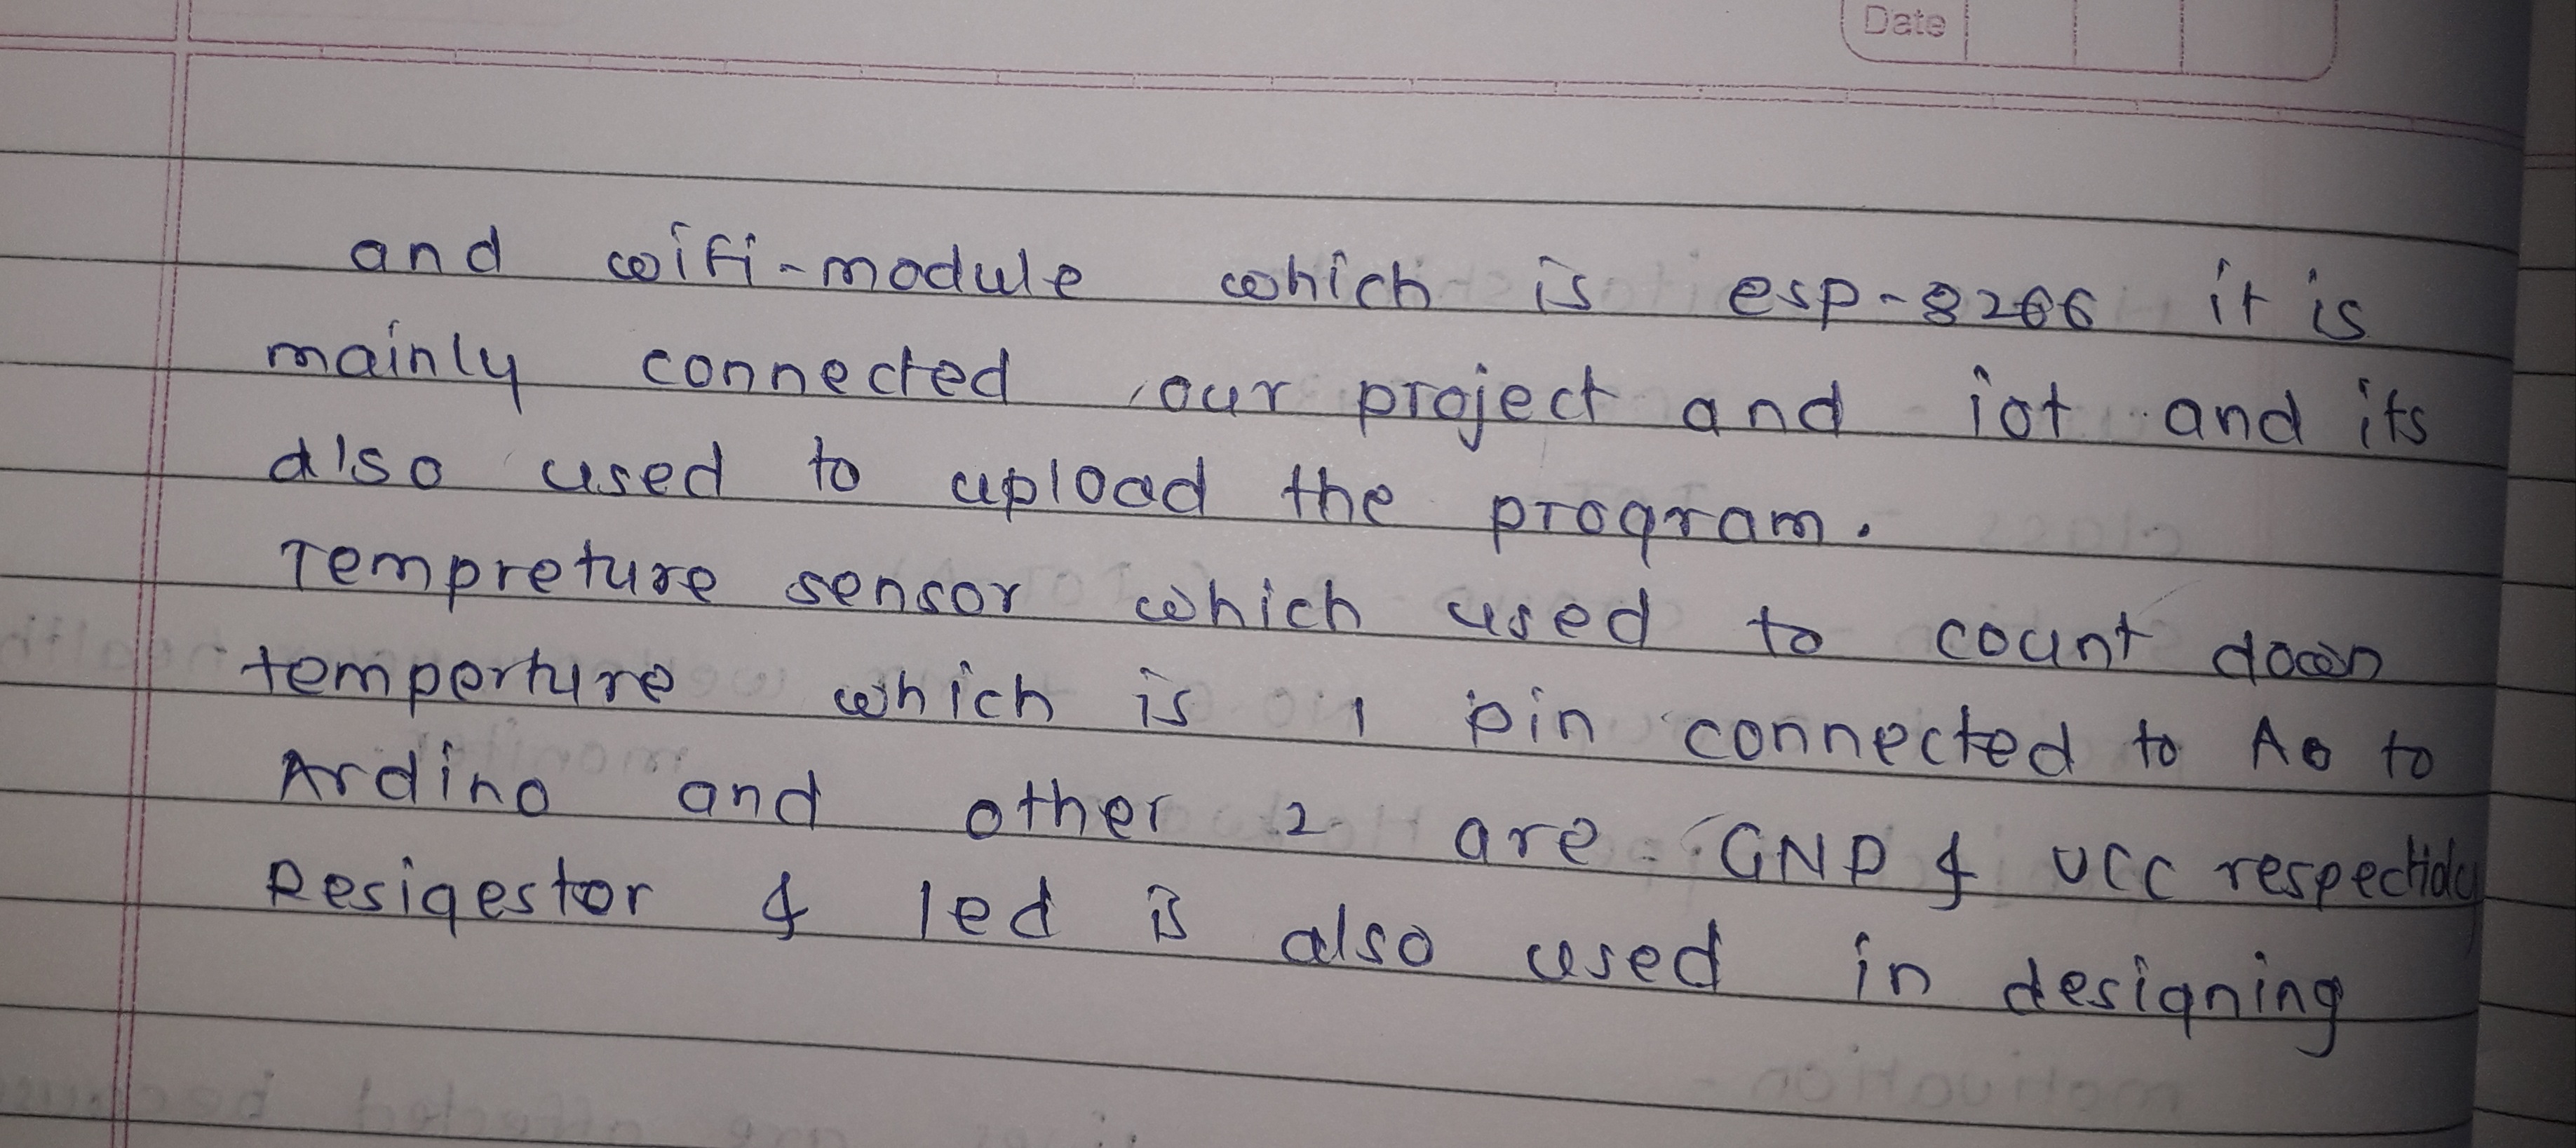 Date
and wifi-module which is esp-8266 it is
mainly connected our project and iot and its
also used to upload the program.
Tempreture sensor which used to count down
temperture which is 1 pin connected to A0 to
Ardino and other 2 are GND & VCC
Resigestor & led is also used in designing